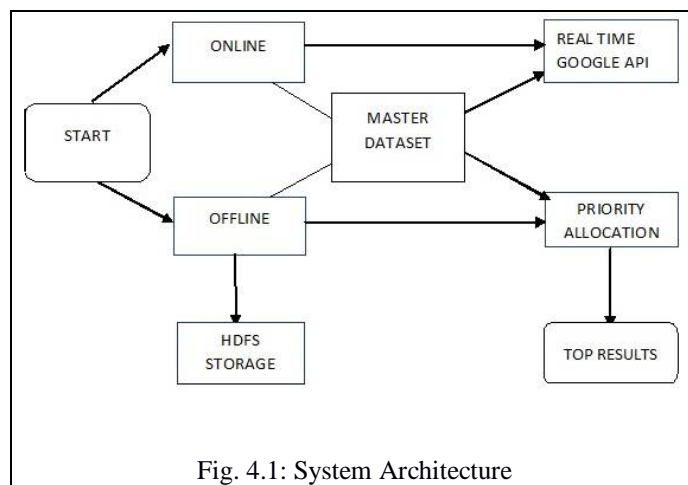 ONLINE
REAL TIME
GOOGLE API
START
MASTER
DATASET
OFFLINE
PRIORITY
ALLOCATION
HDFS
STORAGE
TOP RESULTS
Fig. 4.1: System Architecture